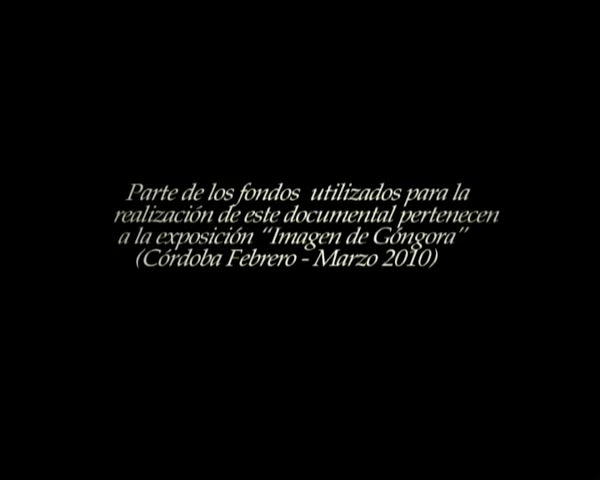 Parte de los fondos utilizados para la
realización de este documental pertenecen
a la exposición “Imagen de Góngora”
(Córdoba Febrero - Marzo 2010)